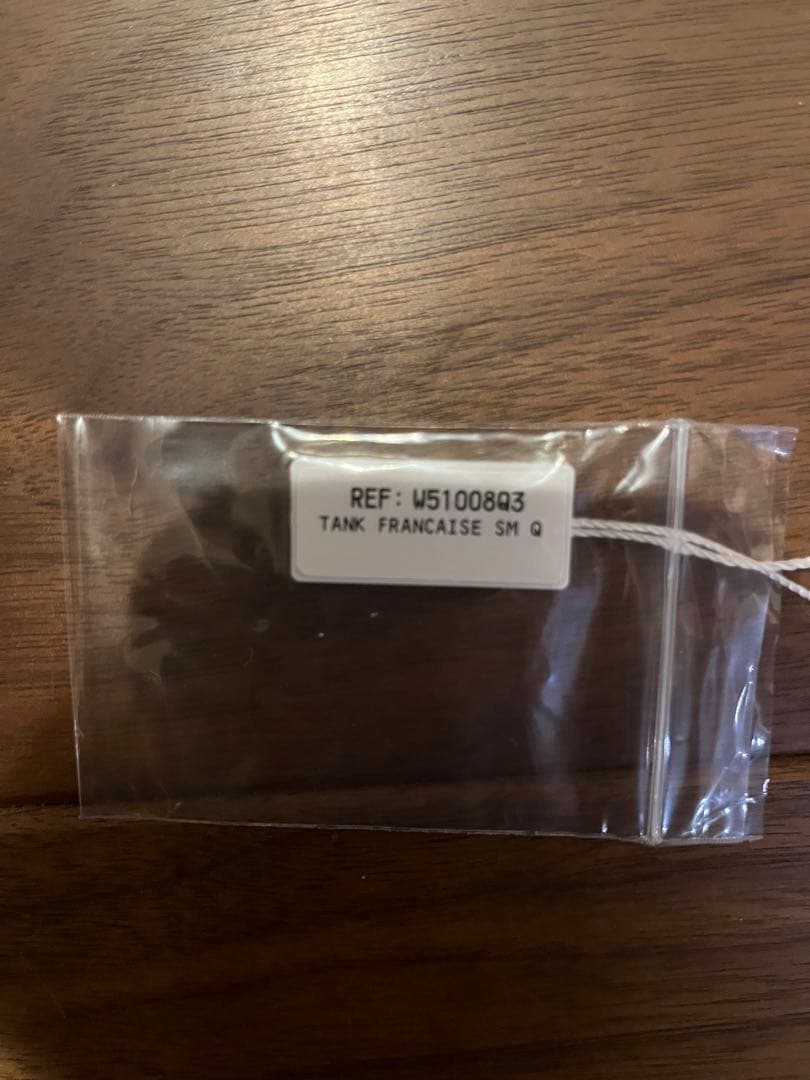 REF: W51008Q3
TANK FRANCAISE SM Q